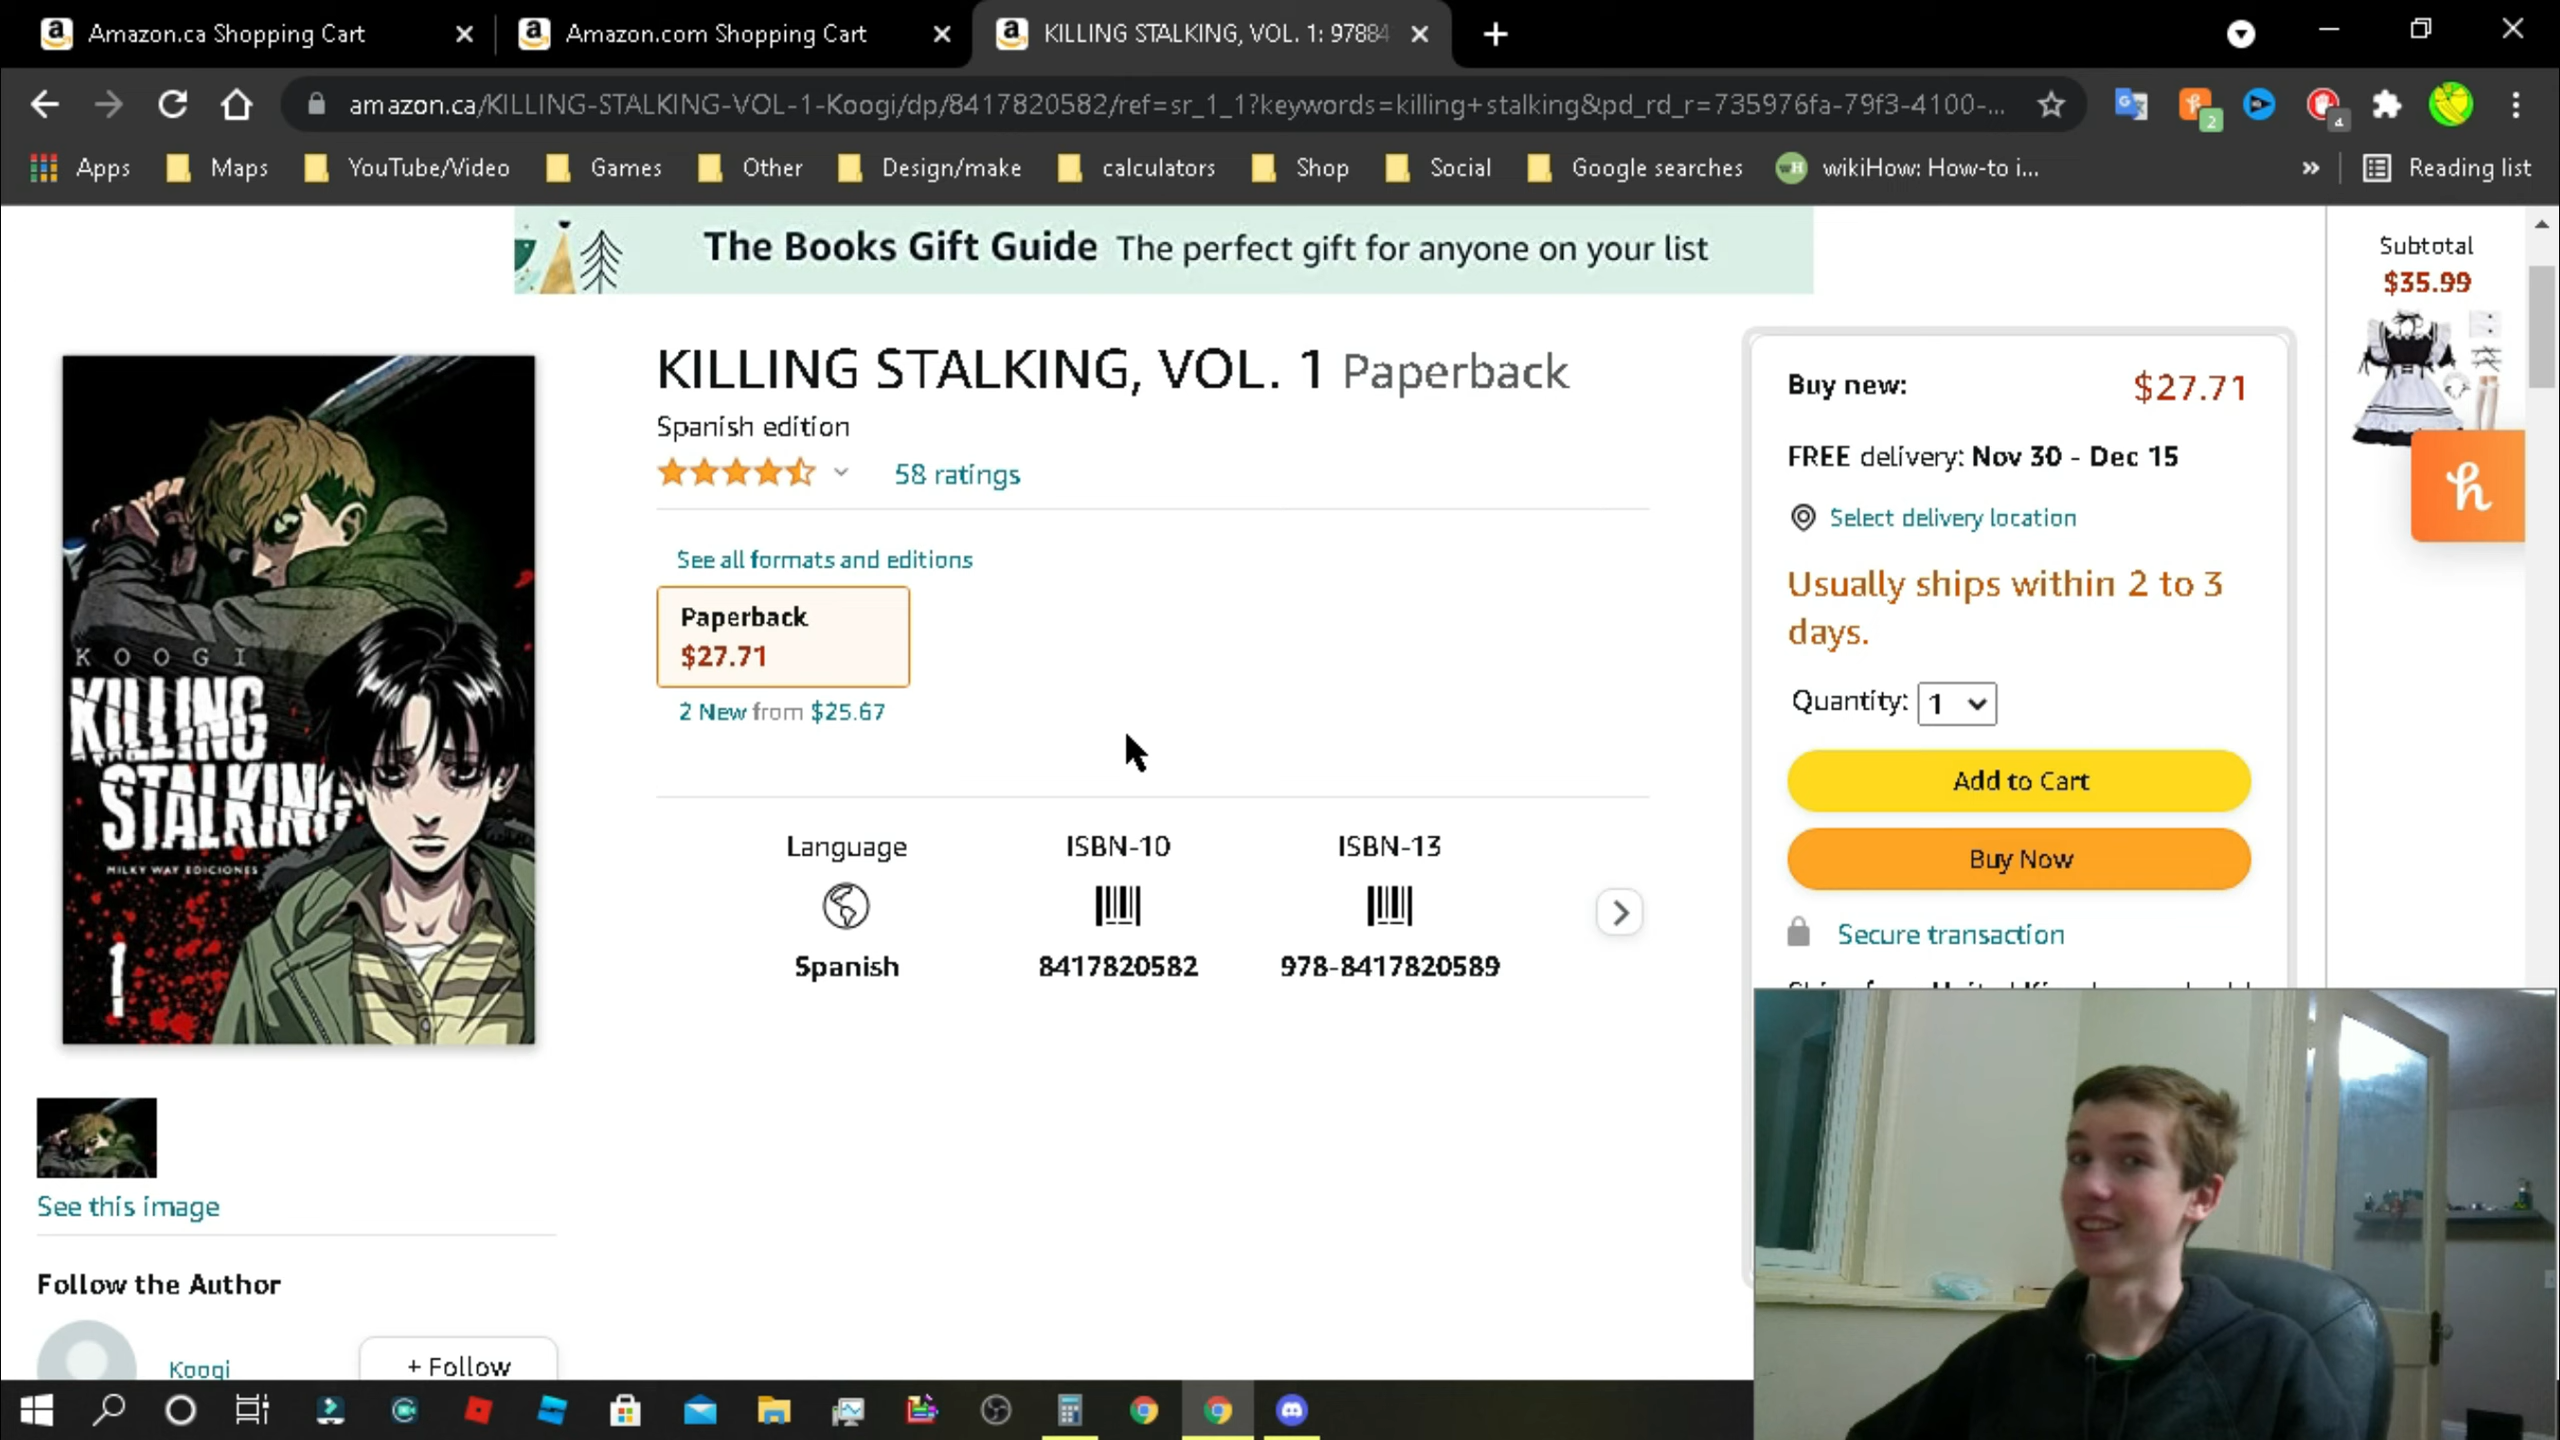 Amazon.ca Shopping Cart
Amazon.com Shopping Cart
KILLING STALKING, VOL. 1: 97884
amazon.ca/KILLING-STALKING-VOL-1-Koogi/dp/8417820582/ref=sr_1_1?keywords=killing+stalking&pd_rd_r=735976fa-79f3-4100-...
2
4
Apps
Maps
YouTube/Video
Games
Other
Design/make
calculators
Shop
Social
Google searches
wikiHow: How-to i...
»
Reading list
The Books Gift Guide The perfect gift for anyone on your list
Subtotal
$35.99
KOOGI
KILLING
STALKING
MILKY WAY EDICIONES
1
See this image
Follow the Author
Koogi
+ Follow
KILLING STALKING, VOL. 1 Paperback
Spanish edition
58 ratings
See all formats and editions
Paperback
$27.71
2 New from $25.67
Language
Spanish
ISBN-10
8417820582
ISBN-13
978-8417820589
Buy new: $27.71
FREE delivery: Nov 30 - Dec 15
Select delivery location
Usually ships within 2 to 3
days.
Quantity: 1
Add to Cart
Buy Now
Secure transaction